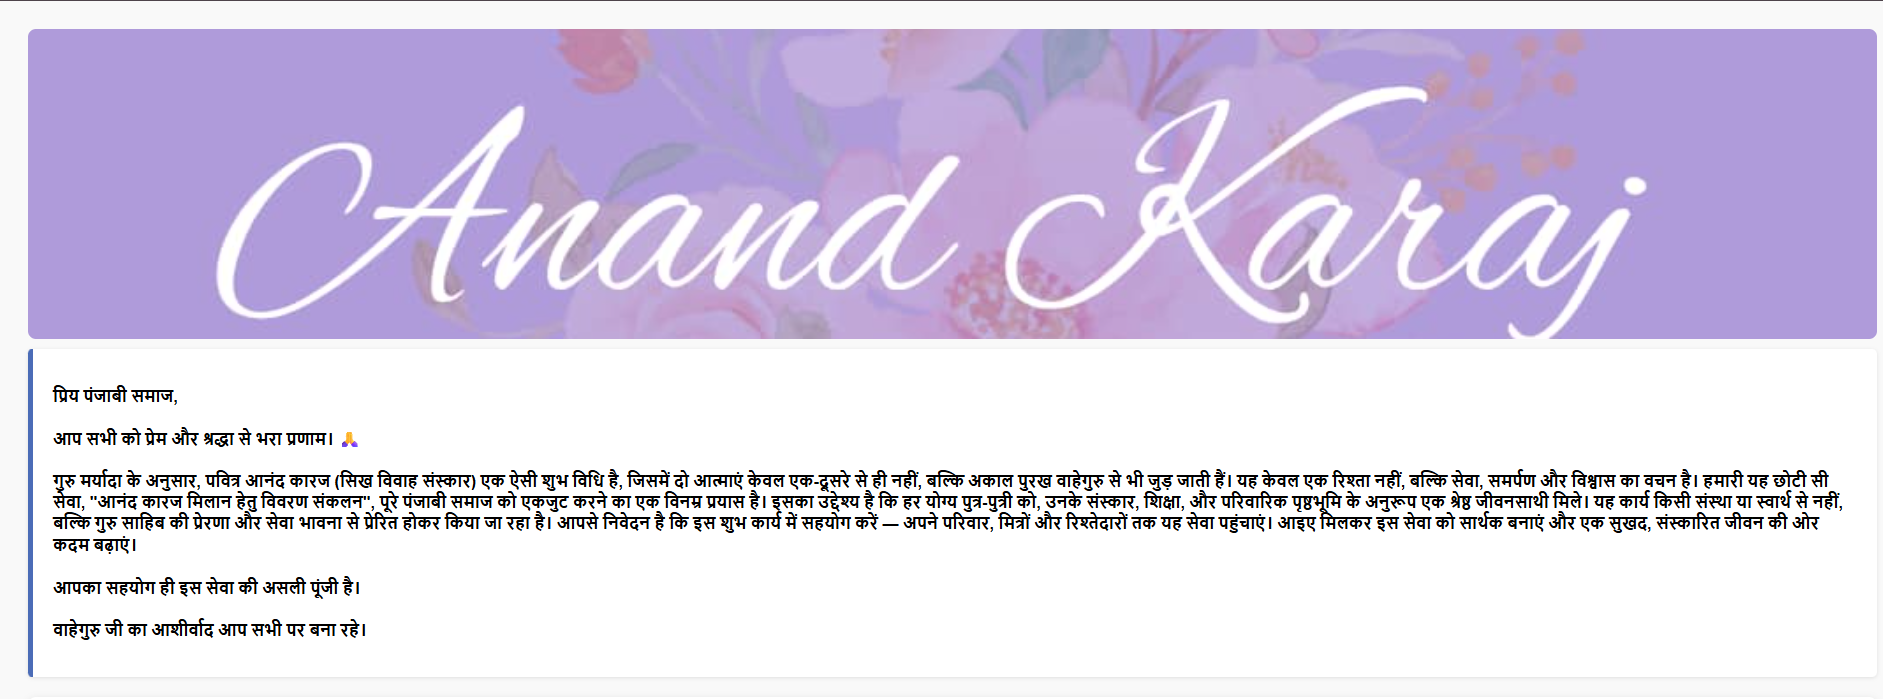 Anand Karaj
प्रिय पंजाबी समाज,
आप सभी को प्रेम और श्रद्धा से भरा प्रणाम। 🙏
गुरु मर्यादा के अनुसार, पवित्र आनंद कारज (सिख विवाह संस्कार) एक ऐसी शुभ विधि है, जिसमें दो आत्माएं केवल एक-दूसरे से ही नहीं, बल्कि अकाल पुरख वाहेगुरु से भी जुड़ जाती हैं। यह केवल एक रिश्ता नहीं, बल्कि सेवा, समर्पण और विश्वास का वचन है। हमारी यह छोटी सी
सेवा, "आनंद कारज मिलान हेतु विवरण संकलन", पूरे पंजाबी समाज को एकजुट करने का एक विनम्र प्रयास है। इसका उद्देश्य है कि हर योग्य पुत्र-पुत्री को, उनके संस्कार, शिक्षा, और परिवारिक पृष्ठभूमि के अनुरूप एक श्रेष्ठ जीवनसाथी मिले। यह कार्य किसी संस्था या स्वार्थ से नहीं,
बल्कि गुरु साहिब की प्रेरणा और सेवा भावना से प्रेरित होकर किया जा रहा है। आपसे निवेदन है कि इस शुभ कार्य में सहयोग करें — अपने परिवार, मित्रों और रिश्तेदारों तक यह सेवा पहुंचाएं। आइए मिलकर इस सेवा को सार्थक बनाएं और एक सुखद, संस्कारित जीवन की ओर
कदम बढ़ाएं।
आपका सहयोग ही इस सेवा की असली पूंजी है।
वाहेगुरु जी का आशीर्वाद आप सभी पर बना रहे।